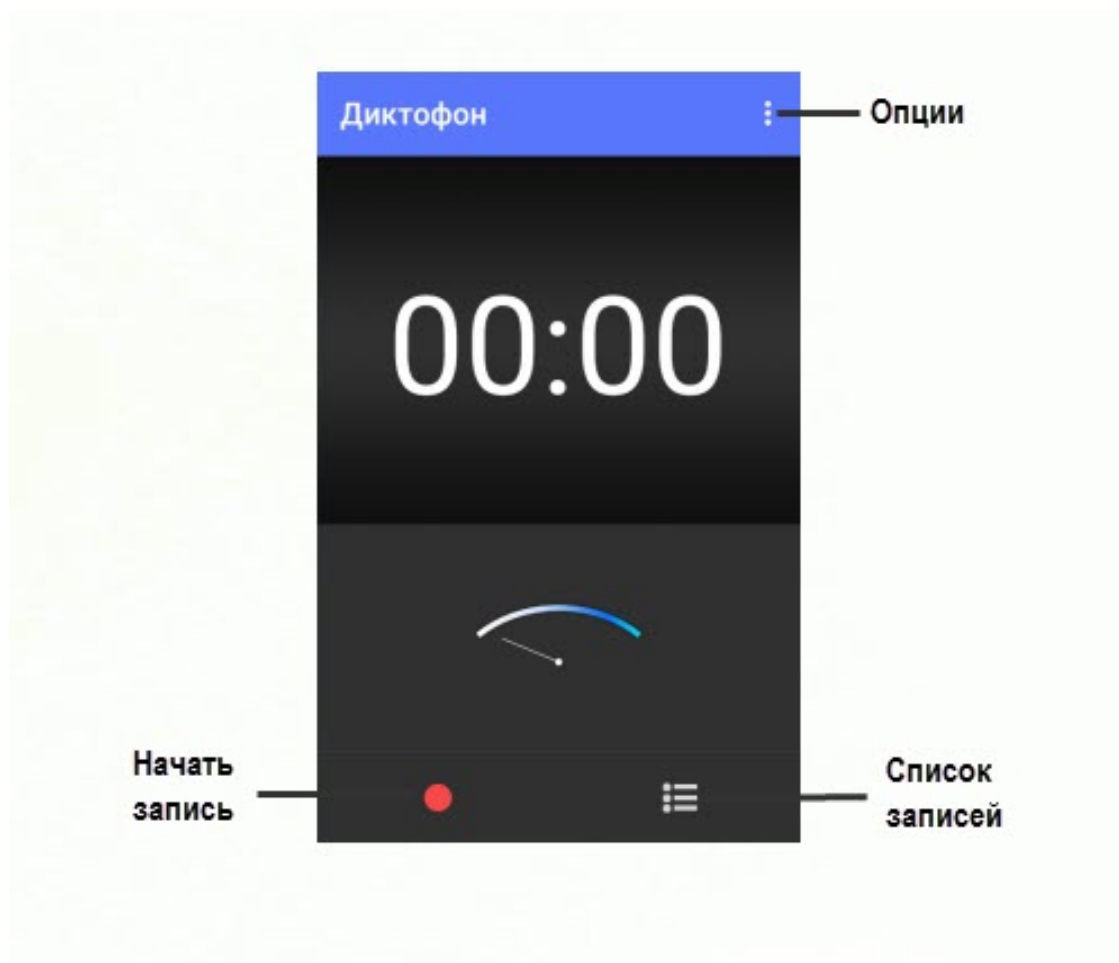 Диктофон
Опции
00:00
Начать
запись
Список
записей